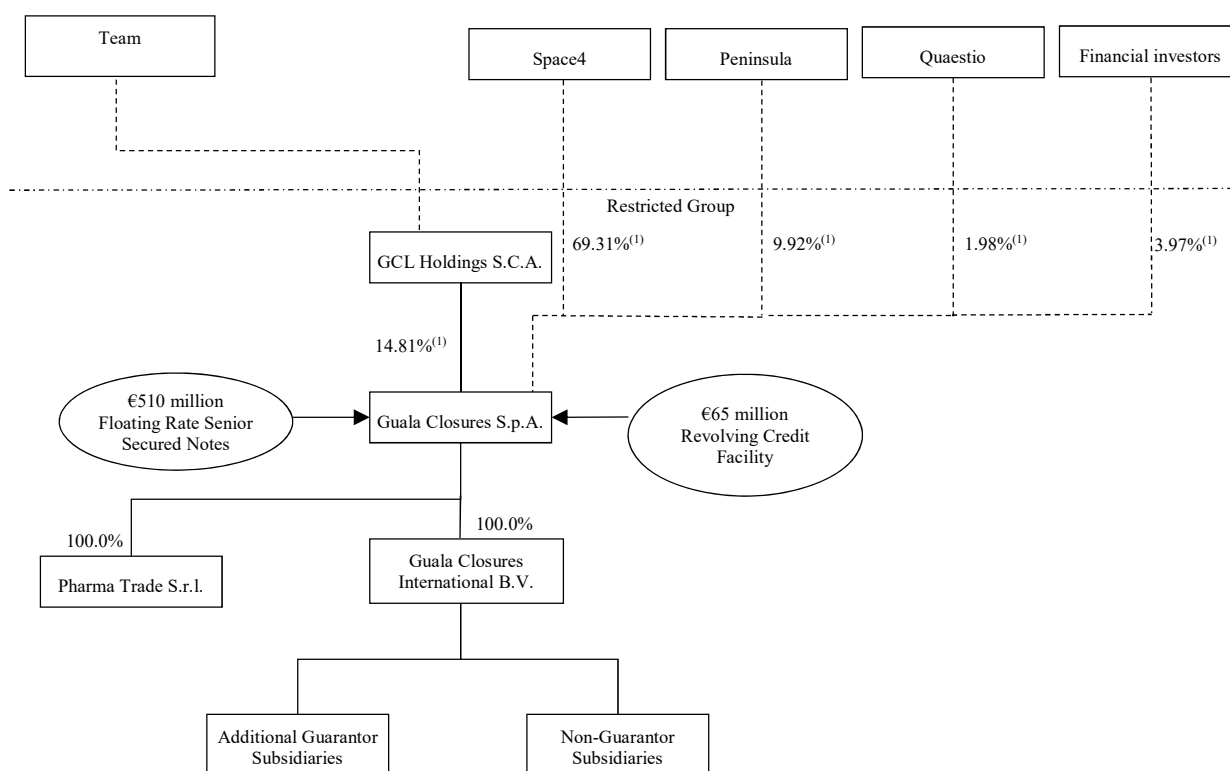 Team
Space4
Peninsula
Quaestio
Financial investors
Restricted Group
69.31%(1)
9.92%(1)
1.98%(1)
3.97%(1)
GCL Holdings S.C.A.
14.81%(1)
€510 million
Floating Rate Senior
Secured Notes
Guala Closures S.p.A.
€65 million
Revolving Credit
Facility
100.0%
100.0%
Pharma Trade S.r.l.
Guala Closures
International B.V.
Additional Guarantor
Subsidiaries
Non-Guarantor
Subsidiaries